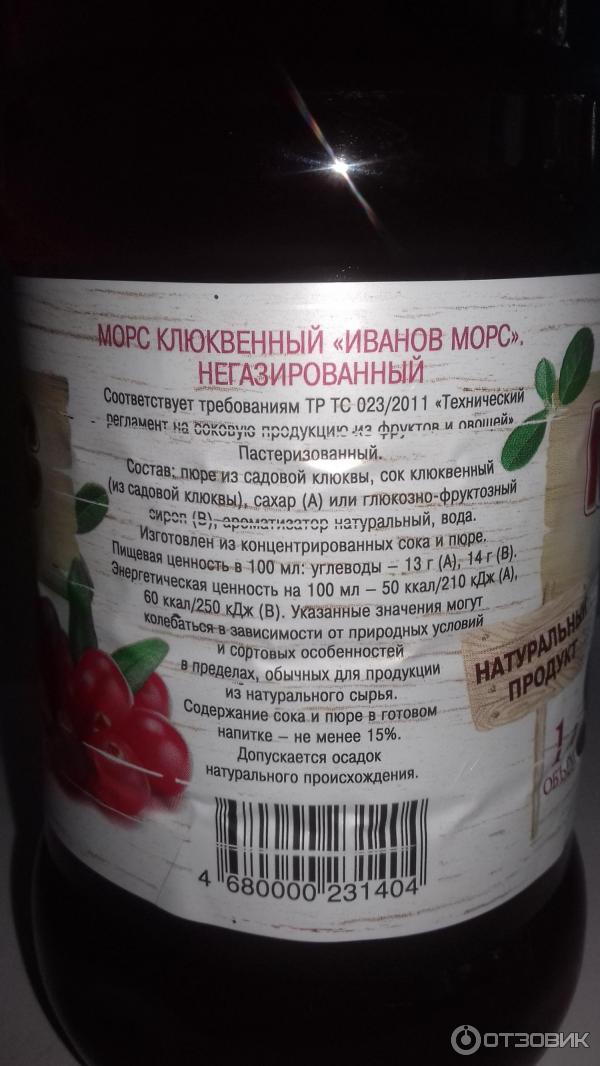 МОРС КЛЮКВЕННЫЙ «ИВАНОВ МОРС».
НЕГАЗИРОВАННЫЙ
Соответствует требованиям ТР ТС 023/2011 «Технический
регламент на соковую продукцию из фруктов и овощей»
Пастеризованный.
Состав: пюре из садовой клюквы, сок клюквенный
(из садовой клюквы), сахар (А) или глюкозно-фруктозный
сироп (В), ароматизатор натуральный, вода.
Изготовлен из концентрированных сока и пюре.
Пищевая ценность в 100 мл: углеводы – 13 г (А), 14 г (В).
Энергетическая ценность на 100 мл – 50 ккал/210 кДж (А),
60 ккал/250 кДж (В). Указанные значения могут
колебаться в зависимости от природных условий
и сортовых особенностей
в пределах, обычных для продукции
из натурального сырья.
Содержание сока и пюре в готовом
напитке – не менее 15%.
Допускается осадок
натурального происхождения.
4 680000 231404
НАТУРАЛЬНЫЙ
ПРОДУКТ
1
ОТЗОВИК